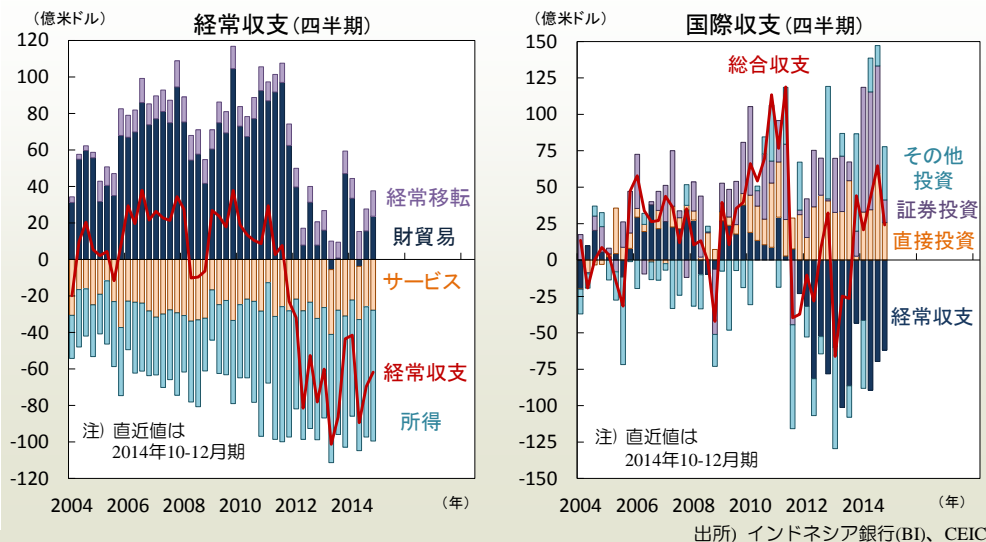 経常収支(四半期)
(億米ドル)
120
100
80
60
40
20
0
-20
-40
-60
-80
-100
-120
経常移転
財貿易
サービス
経常収支
所得
注) 直近値は
2014年10-12月期
2004 2006 2008 2010 2012 2014 (年)
国際収支(四半期)
(億米ドル)
150
125
100
75
50
25
0
-25
-50
-75
-100
-125
-150
総合収支
その他
投資
証券投資
直接投資
経常収支
注) 直近値は
2014年10-12月期
2004 2006 2008 2010 2012 2014 (年)
出所) インドネシア銀行(BI)、CEIC